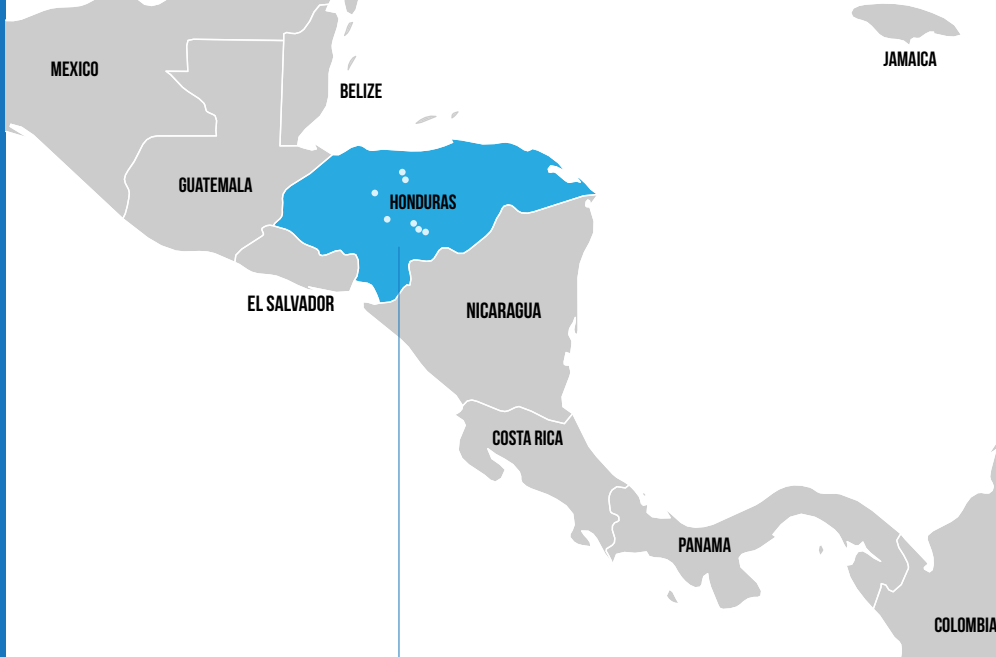 JAMAICA
MEXICO
BELIZE
GUATEMALA
HONDURAS
EL SALVADOR
NICARAGUA
COSTA RICA
PANAMA
COLOMBIA